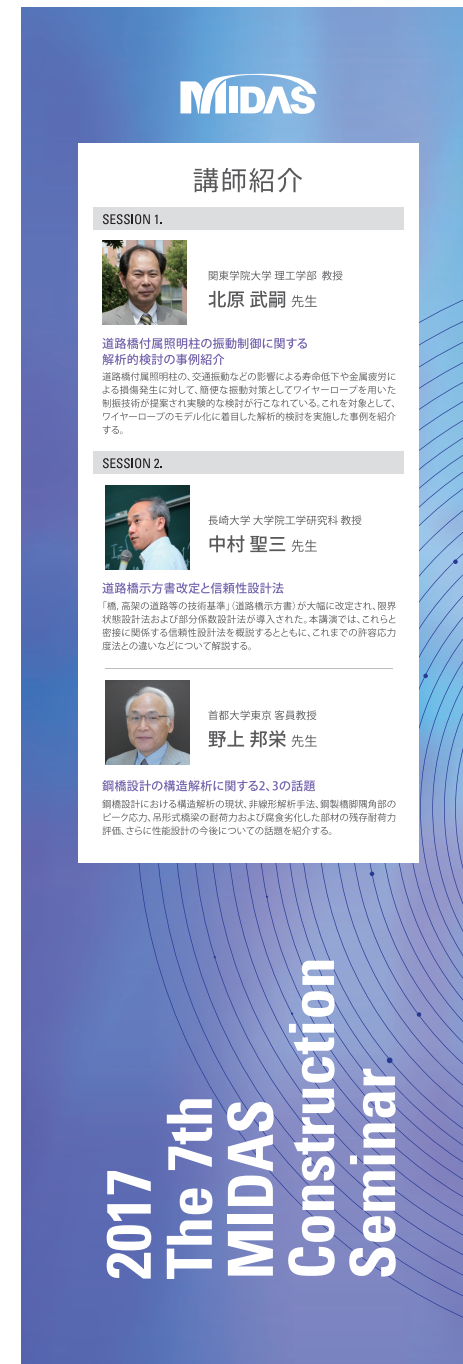 MIDAS
講師紹介
SESSION 1.
関東学院大学 理工学部 教授
北原 武嗣 先生
道路橋付属照明柱の振動制御に関する
解析的検討の事例紹介
道路橋付属照明柱の、交通振動などの影響による寿命低下や金属疲労に
よる損傷発生に対して、簡便な振動対策としてワイヤーロープを用いた
制振技術が提案され実験的な検討が行こなれている。これを対象として、
ワイヤーロープのモデル化に着目した解析的検討を実施した事例を紹介
する。
SESSION 2.
長崎大学 大学院工学研究科 教授
中村 聖三 先生
道路橋示方書改定と信頼性設計法
「橋, 高架の道路等の技術基準」(道路橋示方書)が大幅に改定され、限界
状態設計法および部分係数設計法が導入された。本講演では、これらと
密接に関係する信頼性設計法を概説するとともに、これまでの許容応力
度法との違いなどについて解説する。
首都大学東京 客員教授
野上 邦栄 先生
鋼橋設計の構造解析に関する2、3の話題
鋼橋設計における構造解析の現状、非線形解析手法、鋼製橋脚隅角部の
ピーク応力、吊形式橋梁の耐荷力および腐食劣化した部材の残存耐荷力
評価、さらに性能設計の今後についての話題を紹介する。
2017
The 7th
MIDAS
Construction
Seminar